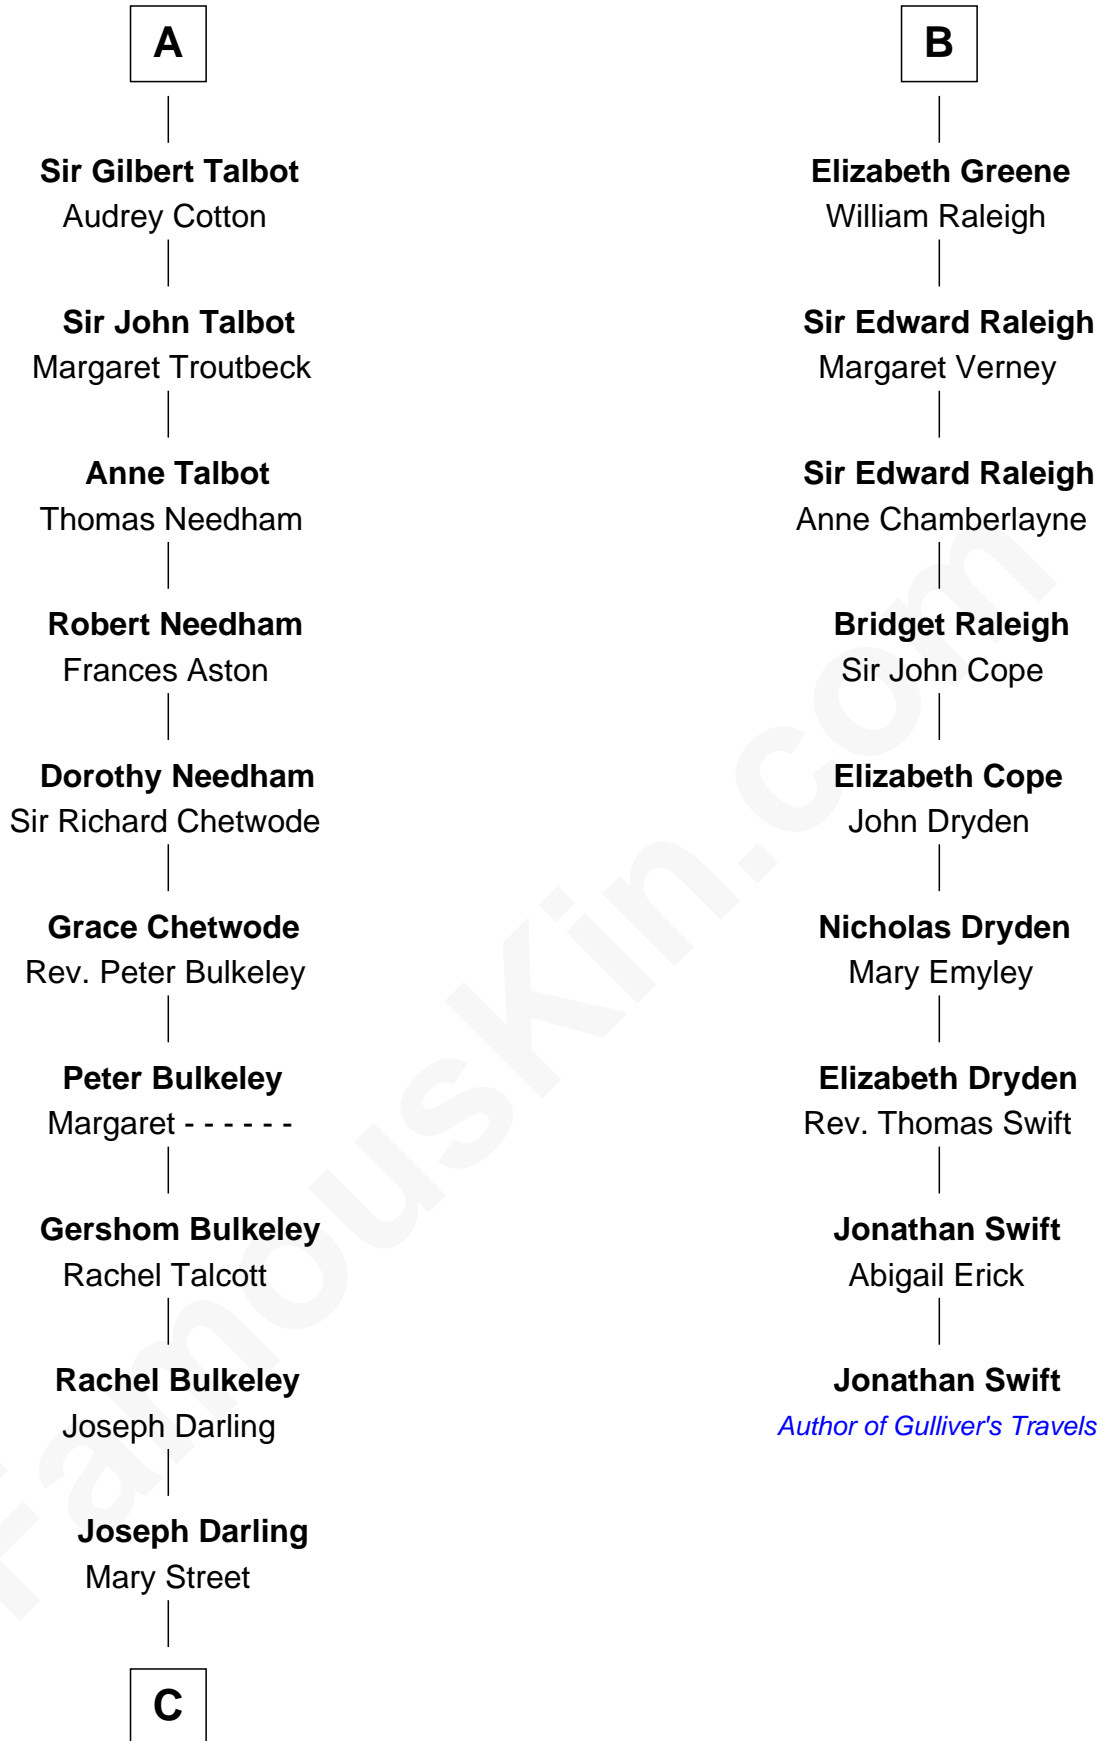 A
Sir Gilbert Talbot
Audrey Cotton
Sir John Talbot
Margaret Troutbeck
Anne Talbot
Thomas Needham
Robert Needham
Frances Aston
Dorothy Needham
Sir Richard Chetwode
Grace Chetwode
Rev. Peter Bulkeley
Peter Bulkeley
Margaret - - - - - -
Gershom Bulkeley
Rachel Talcott
Rachel Bulkeley
Joseph Darling
Joseph Darling
Mary Street
C
B
Elizabeth Greene
William Raleigh
Sir Edward Raleigh
Margaret Verney
Sir Edward Raleigh
Anne Chamberlayne
Bridget Raleigh
Sir John Cope
Elizabeth Cope
John Dryden
Nicholas Dryden
Mary Emyley
Elizabeth Dryden
Rev. Thomas Swift
Jonathan Swift
Abigail Erick
Jonathan Swift
Author of Gulliver's Travels
FamousKin.com